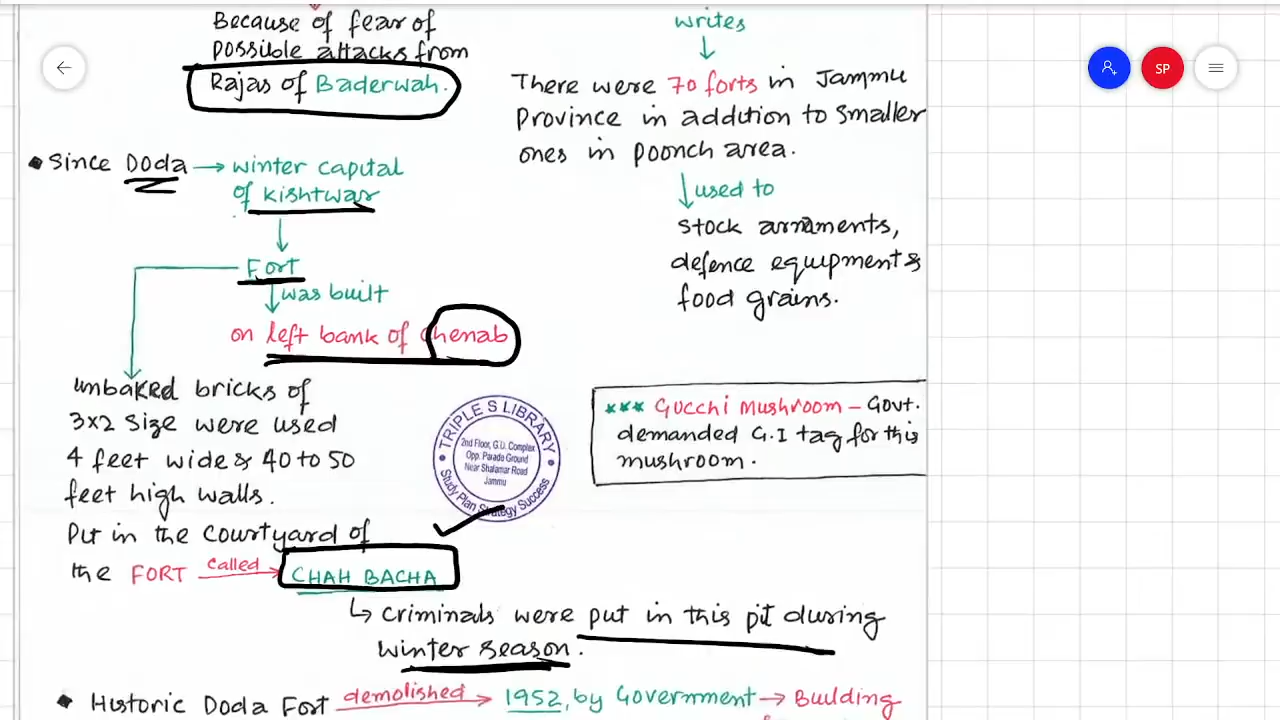 Because of fear of
possible attacks from
Rajas of Baderwah.
Since Doda → winter capital
of Kishtwar
Fort
was built
on left bank of Chenab
Unbaked bricks of
3x2 size were used
4 feet wide & 40 to 50
feet high walls.
Put in the courtyard of
the FORT called CHAH BACHA
criminals were put in this pit during
winter season.
Historic Doda Fort demolished → 1952, by Government → Building
writes
There were 70 forts in Jammu
Province in addition to smaller
ones in poonch area.
used to
stock armaments,
defence equipment &
food grains.
*** Gucchi Mushroom – Govt.
demanded G.I tag for this
mushroom.
TRIPLE S LIBRARY
2nd Floor, G.D. Complex
Opp. Parade Ground
Near Shalamar Road
Jammu
Study Plan Strategy Success
SP